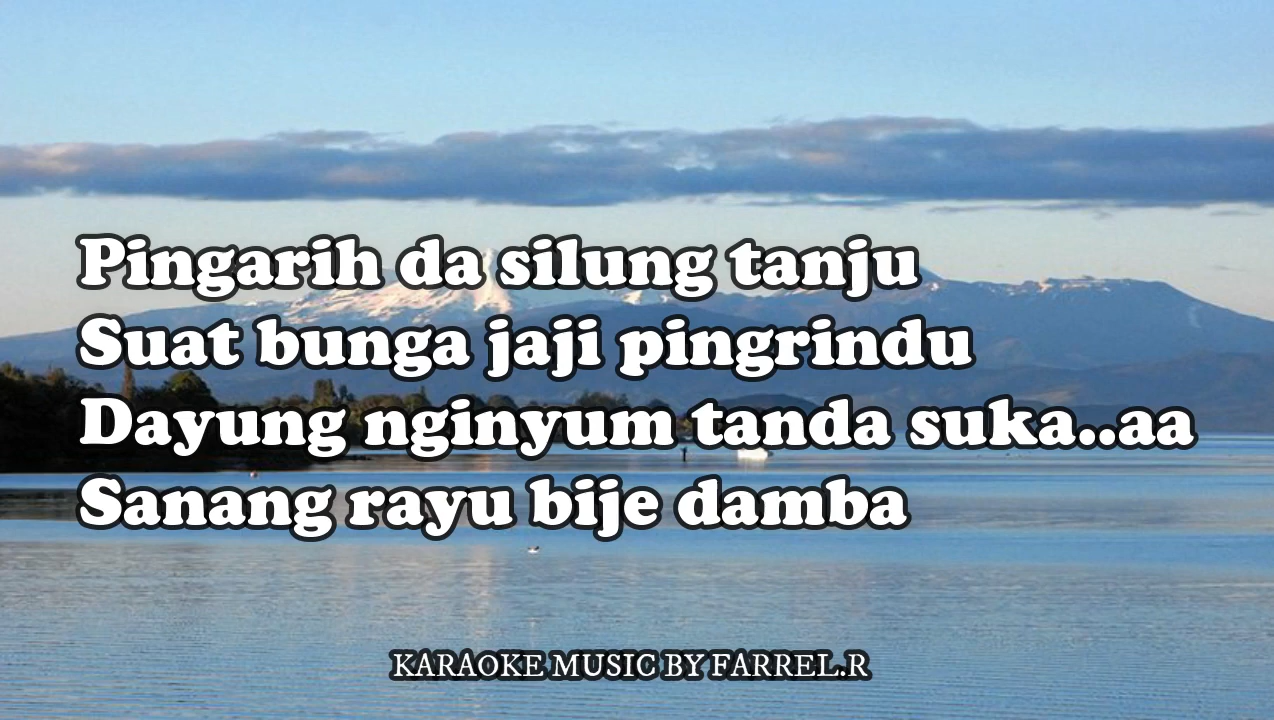 Pingarih da silung tanju
Suat bunga jaji pingrindu
Dayung nginyum tanda suka..aa
Sanang rayu bije damba
KARAOKE MUSIC BY FARREL.R